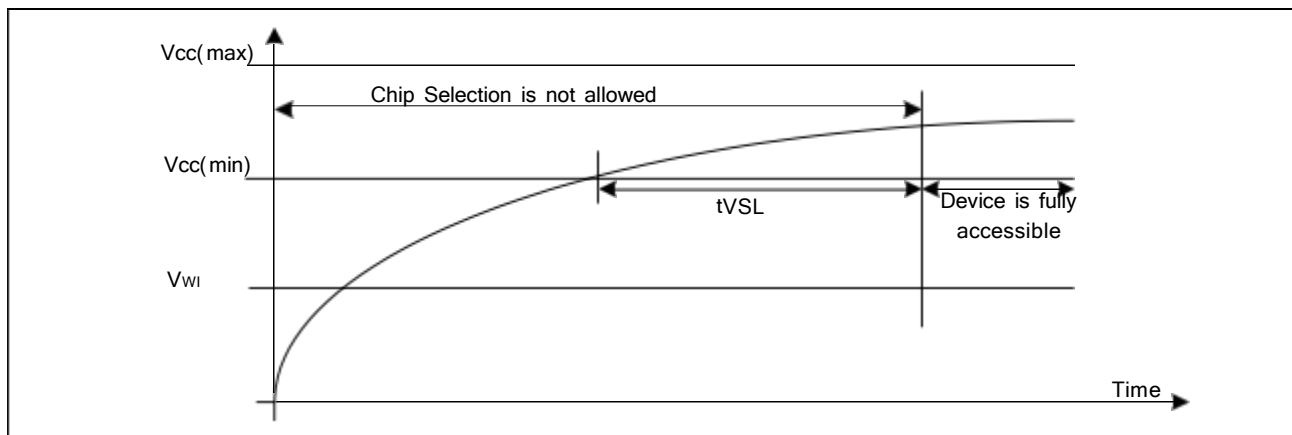 Vcc(max)
Chip Selection is not allowed
Vcc(min)
tVSL
Device is fully
accessible
VWI
Time